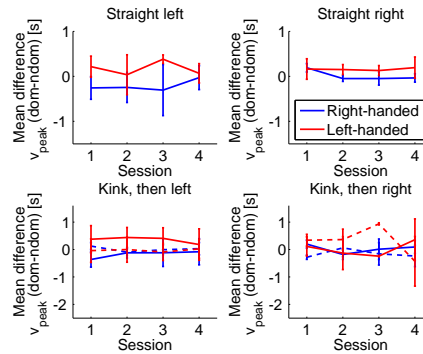 Straight left
Mean difference
v_peak (dom-ndom) [s]
1
0
-1
1 2 3 4
Session
Straight right
Mean difference
v_peak (dom-ndom) [s]
1
0
-1
Right-handed
Left-handed
1 2 3 4
Session
Kink, then left
Mean difference
v_peak (dom-ndom) [s]
1
0
-1
-2
1 2 3 4
Session
Kink, then right
Mean difference
v_peak (dom-ndom) [s]
1
0
-1
-2
1 2 3 4
Session